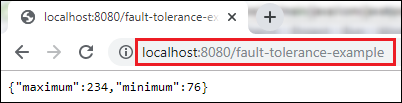 localhost:8080/fault-tolerance-ex
localhost:8080/fault-tolerance-example
{"maximum":234,"minimum":76}